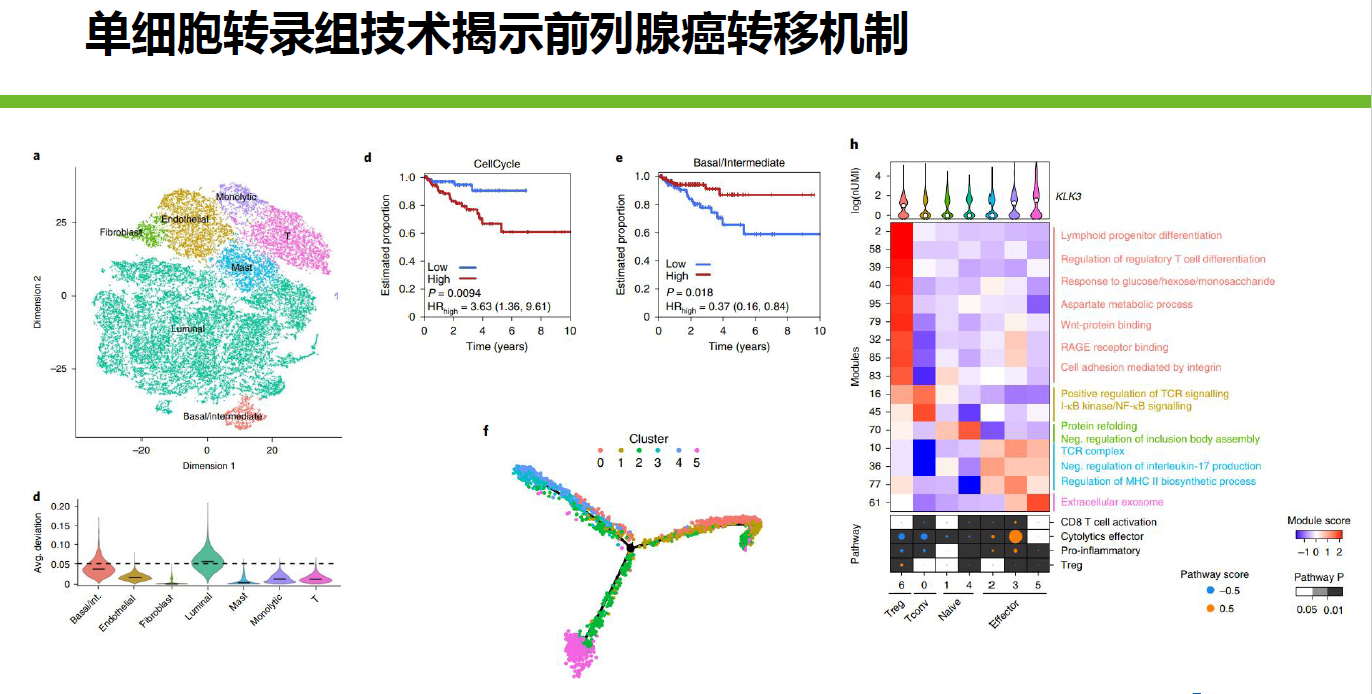 单细胞转录组技术揭示前列腺癌转移机制
a
25
0
−25
−20
0
20
Dimension 2
Dimension 1
Monolytic
Endothelial
Fibroblast
T
Mast
Luminal
Basal/intermediate
d
CellCycle
1.0
0.8
0.6
0.4
0.2
0
Estimated proportion
Low
High
P = 0.0094
HRhigh = 3.63 (1.36, 9.61)
0 2 4 6 8 10
Time (years)
e
Basal/Intermediate
1.0
0.8
0.6
0.4
0.2
0
Estimated proportion
Low
High
P = 0.018
HRhigh = 0.37 (0.16, 0.84)
0 2 4 6 8 10
Time (years)
d
0.20
0.15
0.10
0.05
0
Avg. deviation
Basal/int.
Endothelial
Fibroblast
Luminal
Mast
Monolytic
T
f
Cluster
0 1 2 3 4 5
h
log(nUMI)
4
2
0
KLK3
Modules
2
58
39
40
95
79
32
85
83
16
45
70
10
36
77
61
Lymphoid progenitor differentiation
Regulation of regulatory T cell differentiation
Response to glucose/hexose/monosaccharide
Aspartate metabolic process
Wnt-protein binding
RAGE receptor binding
Cell adhesion mediated by integrin
Positive regulation of TCR signalling
I-κB kinase/NF-κB signalling
Protein refolding
Neg. regulation of inclusion body assembly
TCR complex
Neg. regulation of interleukin-17 production
Regulation of MHC II biosynthetic process
Extracellular exosome
Pathway
CD8 T cell activation
Cytolytics effector
Pro-inflammatory
Treg
6 0 1 4 2 3 5
Treg
Tconv
Naive
Effector
Module score
−1 0 1 2
Pathway score
−0.5
0.5
Pathway P
0.05 0.01